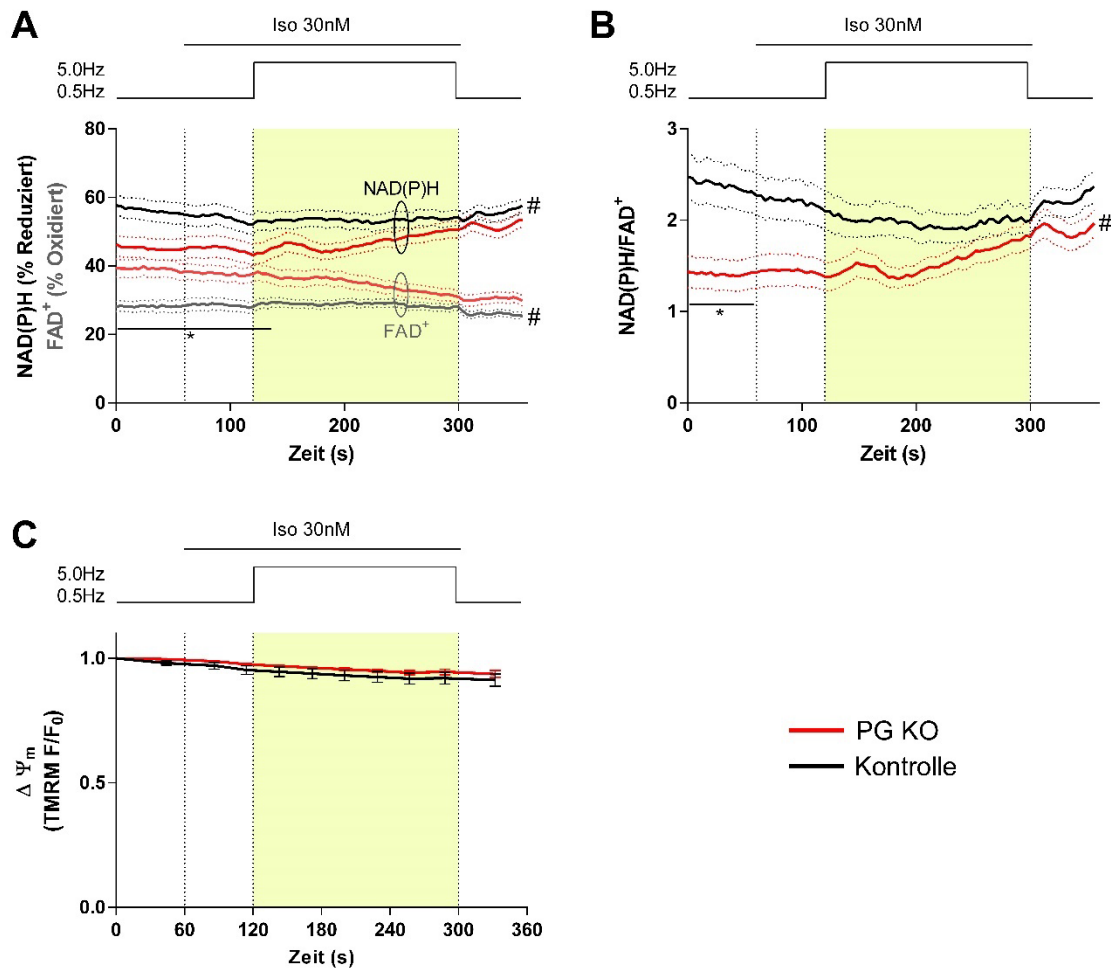 A
Iso 30nM
5.0Hz
0.5Hz
NAD(P)H (% Reduziert)
FAD+ (% Oxidiert)
80
60
40
20
0
NAD(P)H
FAD+
+
*
#
#
0 100 200 300
Zeit (s)
B
Iso 30nM
5.0Hz
0.5Hz
NAD(P)H/FAD+
3
2
1
0
*
#
0 100 200 300
Zeit (s)
C
Iso 30nM
5.0Hz
0.5Hz
Δ Ψm
(TMRM F/F0)
1.0
0.5
0.0
0 60 120 180 240 300 360
Zeit (s)
PG KO
Kontrolle